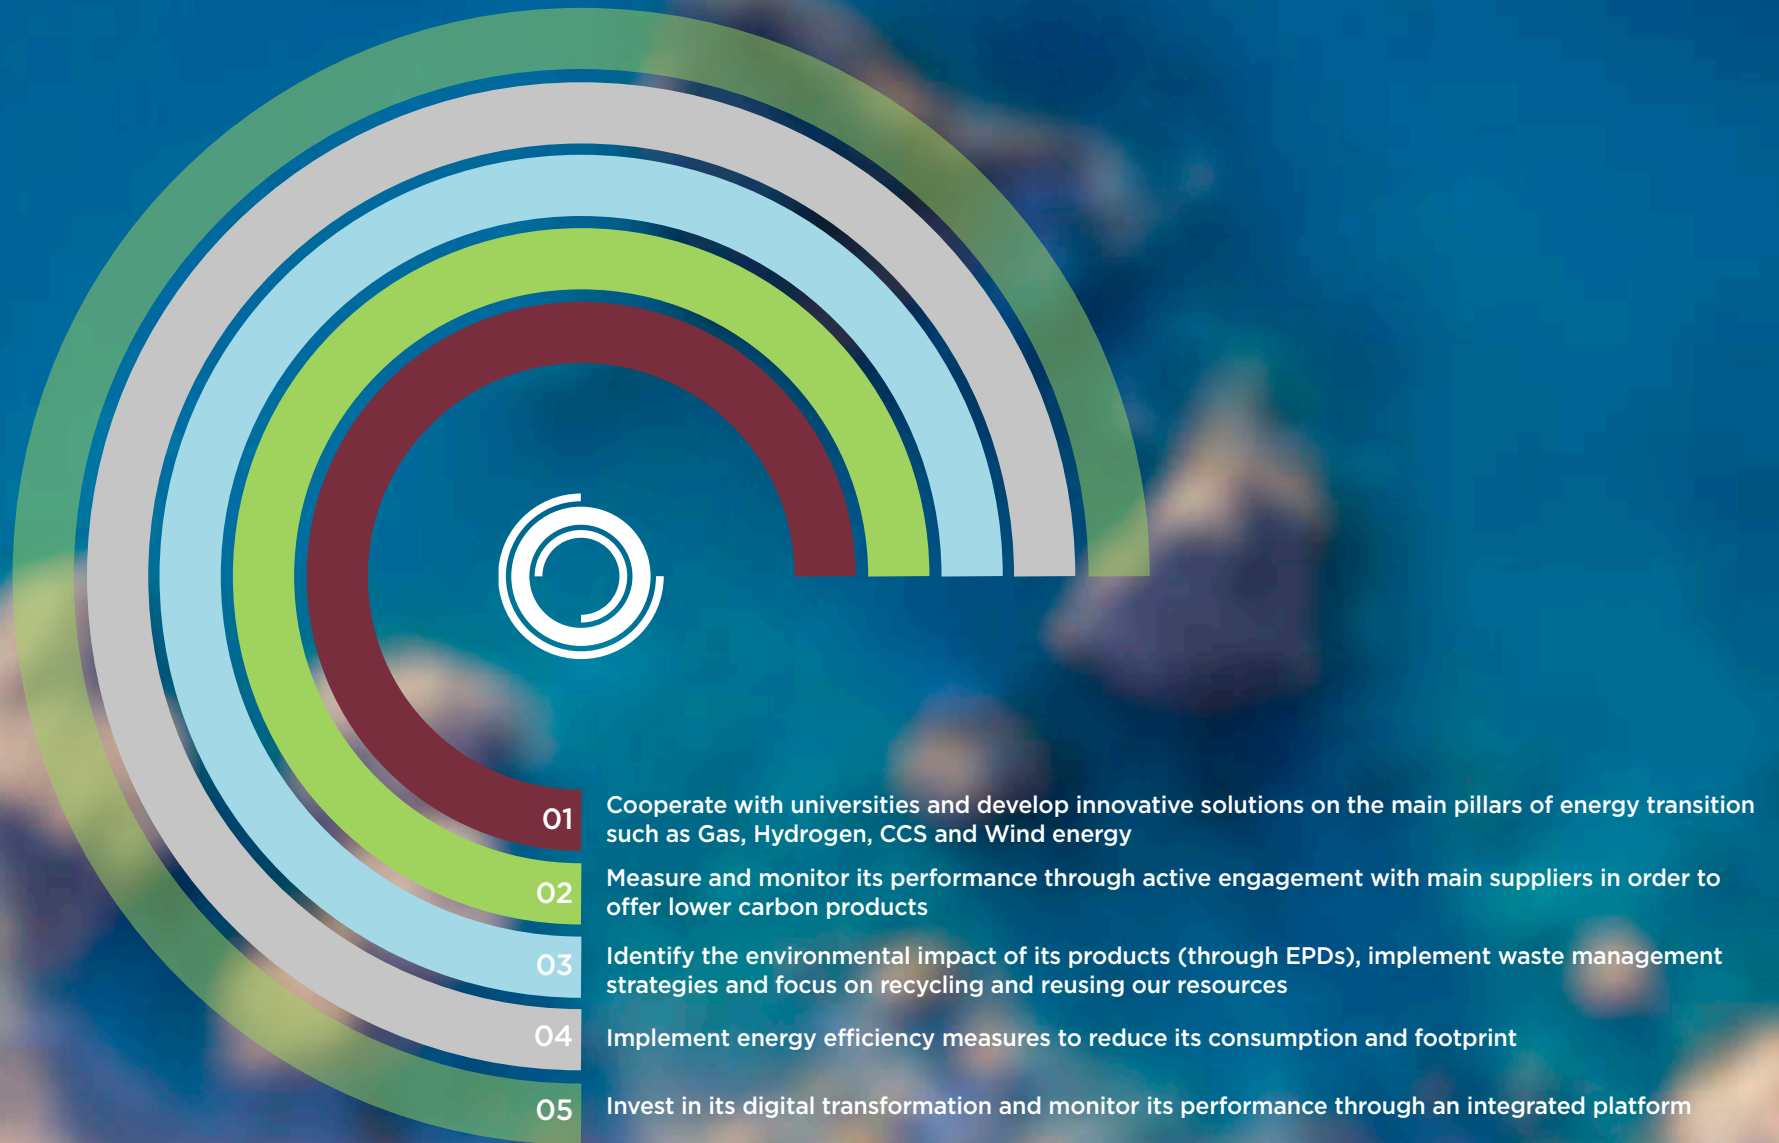 01 Cooperate with universities and develop innovative solutions on the main pillars of energy transition
such as Gas, Hydrogen, CCS and Wind energy
02 Measure and monitor its performance through active engagement with main suppliers in order to
offer lower carbon products
03 Identify the environmental impact of its products (through EPDs), implement waste management
strategies and focus on recycling and reusing our resources
04 Implement energy efficiency measures to reduce its consumption and footprint
05 Invest in its digital transformation and monitor its performance through an integrated platform